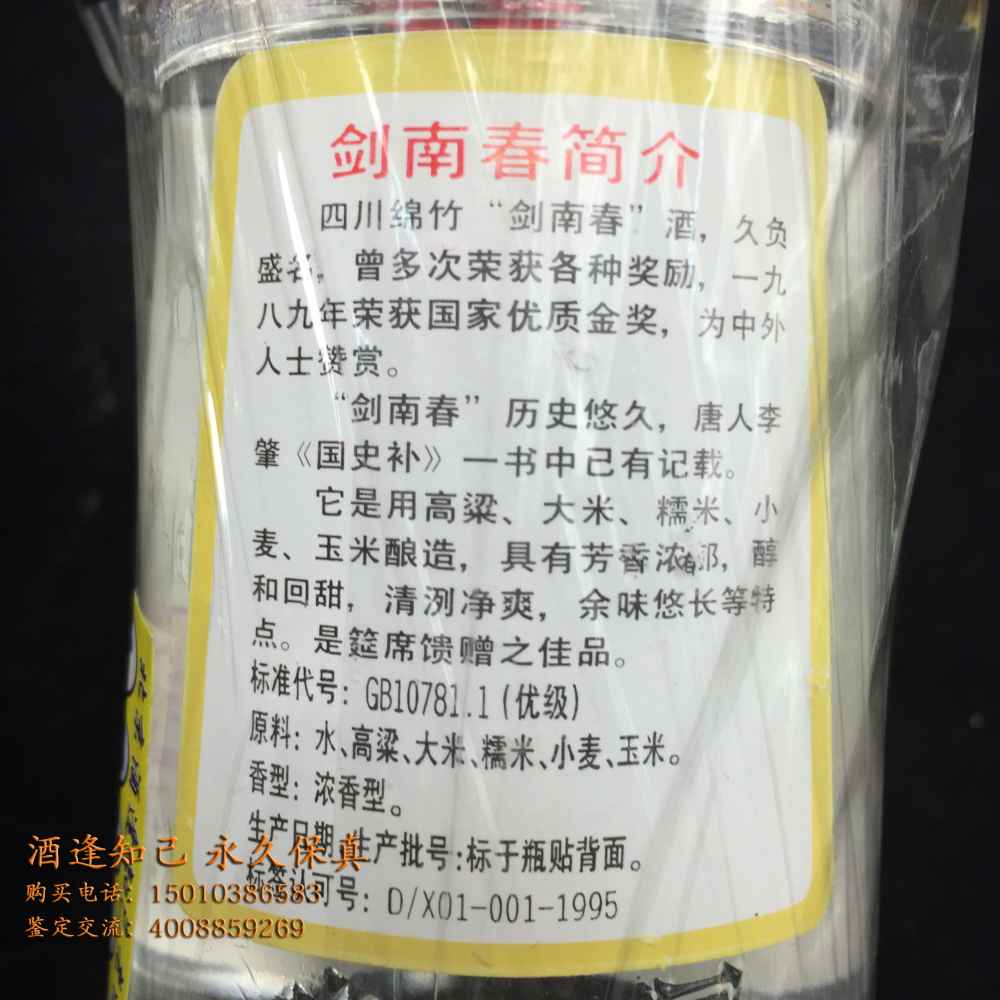 剑南春简介
四川绵竹“剑南春”酒，久负
盛名，曾多次荣获各种奖励，一九
八九年荣获国家优质金奖，为中外
人士赞赏。
“剑南春”历史悠久，唐人李
肇《国史补》一书中已有记载。
它是用高粱、大米、糯米、小
麦、玉米酿造，具有芳香浓郁，醇
和回甜，清洌净爽，余味悠长等特
点。是筵席馈赠之佳品。
标准代号：GB10781.1(优级)
原料：水、高粱、大米、糯米、小麦、玉米。
香型：浓香型。
生产日期、生产批号：标于瓶贴背面。
标签认可号：D/X01-001-1995
酒逢知己 永久保真
购买电话：15010386583
鉴定交流：4008859269